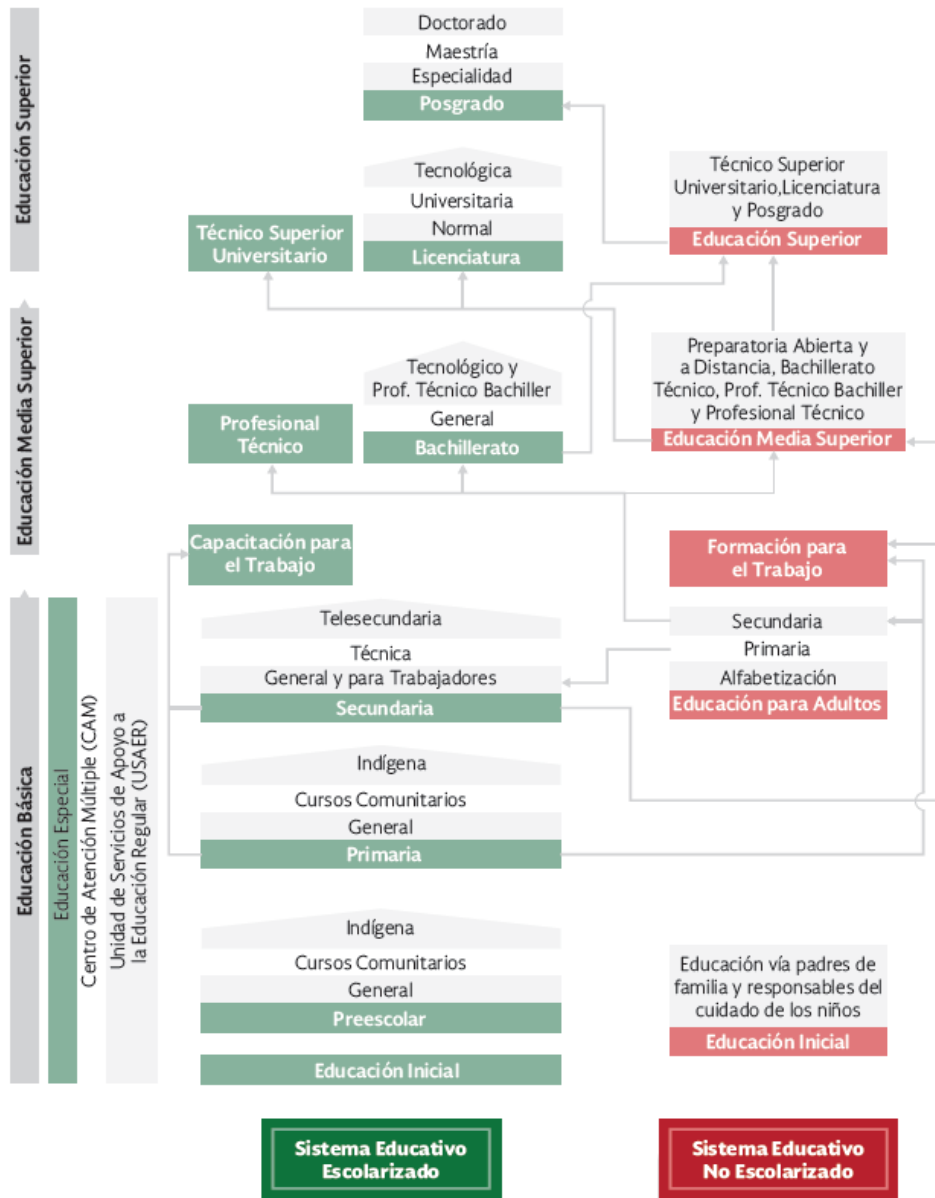 Educación Superior
Doctorado
Maestría
Especialidad
Posgrado
Tecnológica
Universitaria
Normal
Licenciatura
Técnico Superior
Universitario
Técnico Superior
Universitario,Licenciatura
y Posgrado
Educación Superior
Educación Media Superior
Tecnológico y
Prof. Técnico Bachiller
General
Bachillerato
Profesional
Técnico
Preparatoria Abierta y
a Distancia, Bachillerato
Técnico, Prof. Técnico Bachiller
y Profesional Técnico
Educación Media Superior
Capacitación para
el Trabajo
Formación para
el Trabajo
Educación Básica
Educación Especial
Centro de Atención Múltiple (CAM)
Unidad de Servicios de Apoyo a
la Educación Regular (USAER)
Telesecundaria
Técnica
General y para Trabajadores
Secundaria
Secundaria
Primaria
Alfabetización
Educación para Adultos
Indígena
Cursos Comunitarios
General
Primaria
Indígena
Cursos Comunitarios
General
Preescolar
Educación Inicial
Educación vía padres de
familia y responsables del
cuidado de los niños
Educación Inicial
Sistema Educativo
Escolarizado
Sistema Educativo
No Escolarizado